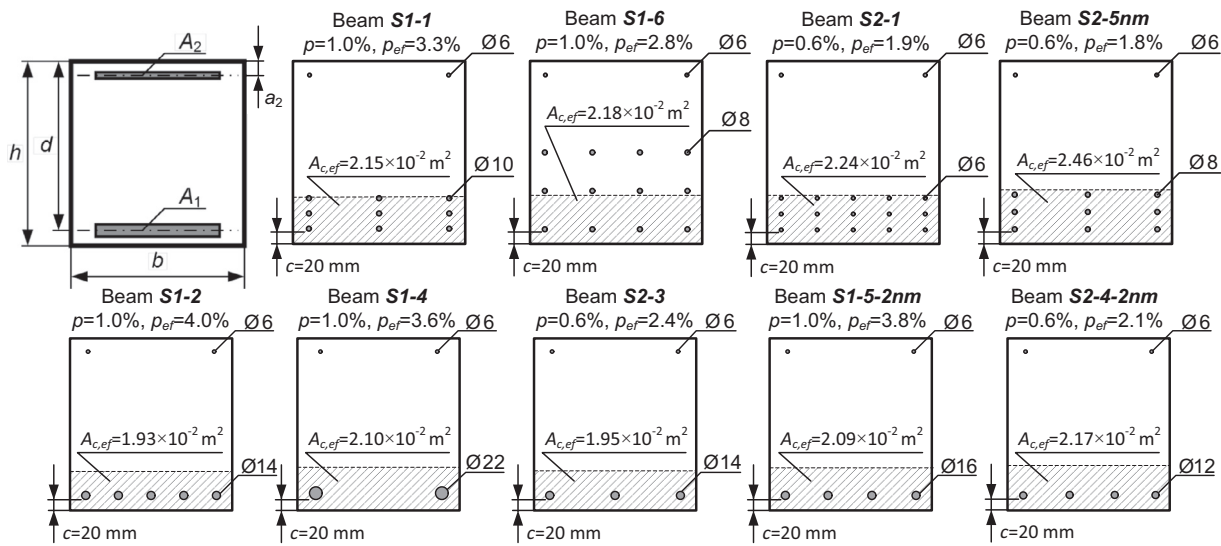 A2
a2
h
d
A1
b
Beam S1-1
p=1.0%, pef=3.3%
Ø6
Ac,ef=2.15×10-2 m2
Ø10
c=20 mm
Beam S1-6
p=1.0%, pef=2.8%
Ø6
Ac,ef=2.18×10-2 m2
Ø8
c=20 mm
Beam S2-1
p=0.6%, pef=1.9%
Ø6
Ac,ef=2.24×10-2 m2
Ø6
c=20 mm
Beam S2-5nm
p=0.6%, pef=1.8%
Ø6
Ac,ef=2.46×10-2 m2
Ø8
c=20 mm
Beam S1-2
p=1.0%, pef=4.0%
Ø6
Ac,ef=1.93×10-2 m2
Ø14
c=20 mm
Beam S1-4
p=1.0%, pef=3.6%
Ø6
Ac,ef=2.10×10-2 m2
Ø22
c=20 mm
Beam S2-3
p=0.6%, pef=2.4%
Ø6
Ac,ef=1.95×10-2 m2
Ø14
c=20 mm
Beam S1-5-2nm
p=1.0%, pef=3.8%
Ø6
Ac,ef=2.09×10-2 m2
Ø16
c=20 mm
Beam S2-4-2nm
p=0.6%, pef=2.1%
Ø6
Ac,ef=2.17×10-2 m2
Ø12
c=20 mm